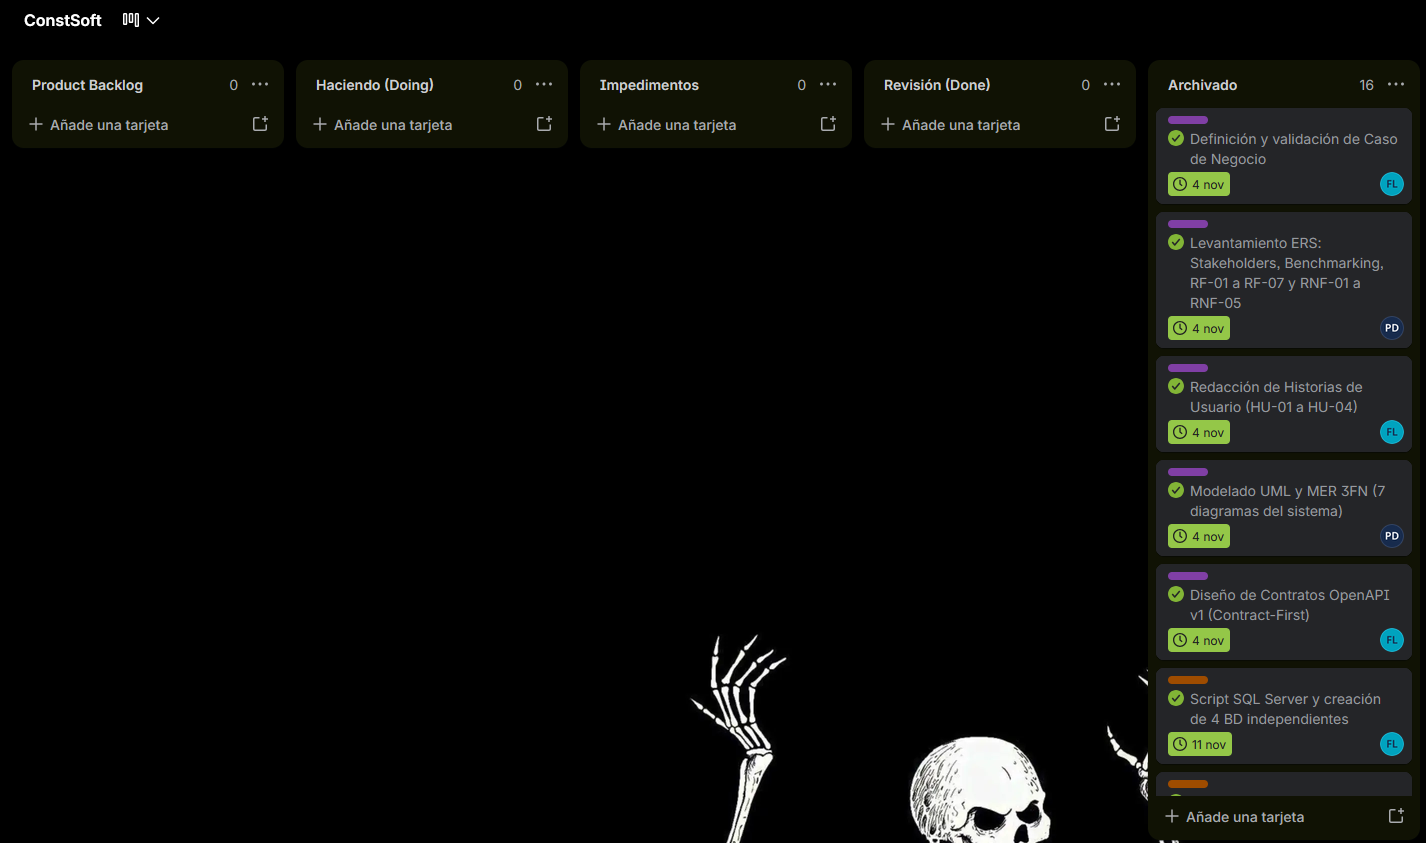 ConstSoft
Product Backlog 0
Añade una tarjeta
Haciendo (Doing) 0
Añade una tarjeta
Impedimentos 0
Añade una tarjeta
Revisión (Done) 0
Añade una tarjeta
Archivado 16
Definición y validación de Caso
de Negocio
4 nov FL
Levantamiento ERS:
Stakeholders, Benchmarking,
RF-01 a RF-07 y RNF-01 a
RNF-05
4 nov PD
Redacción de Historias de
Usuario (HU-01 a HU-04)
4 nov FL
Modelado UML y MER 3FN (7
diagramas del sistema)
4 nov PD
Diseño de Contratos OpenAPI
v1 (Contract-First)
4 nov FL
Script SQL Server y creación
de 4 BD independientes
11 nov FL
Añade una tarjeta